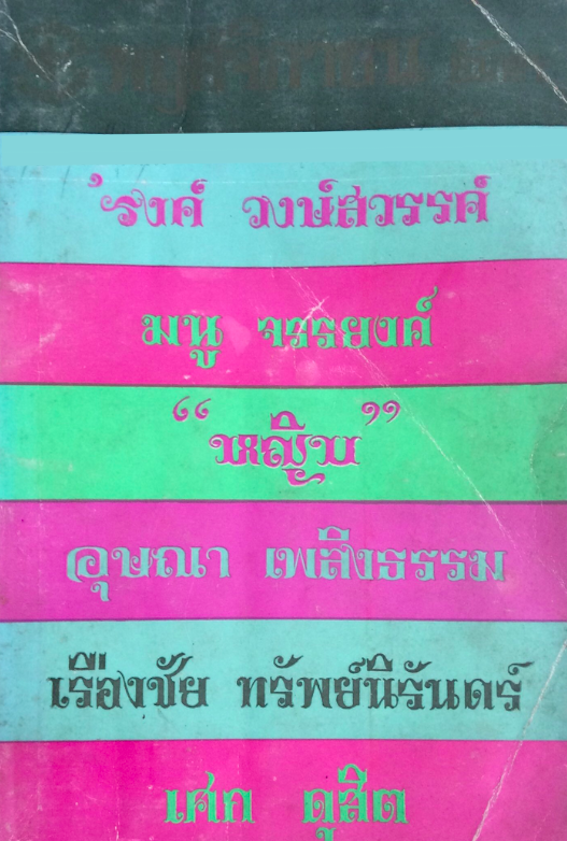 'รงค์ วงษ์สวรรค์
มนู จรรยงค์
“หญิบ”
อุษณา เพลิงธรรม
เรืองชัย ทรัพย์นิรันดร์
เศก ดุสิต